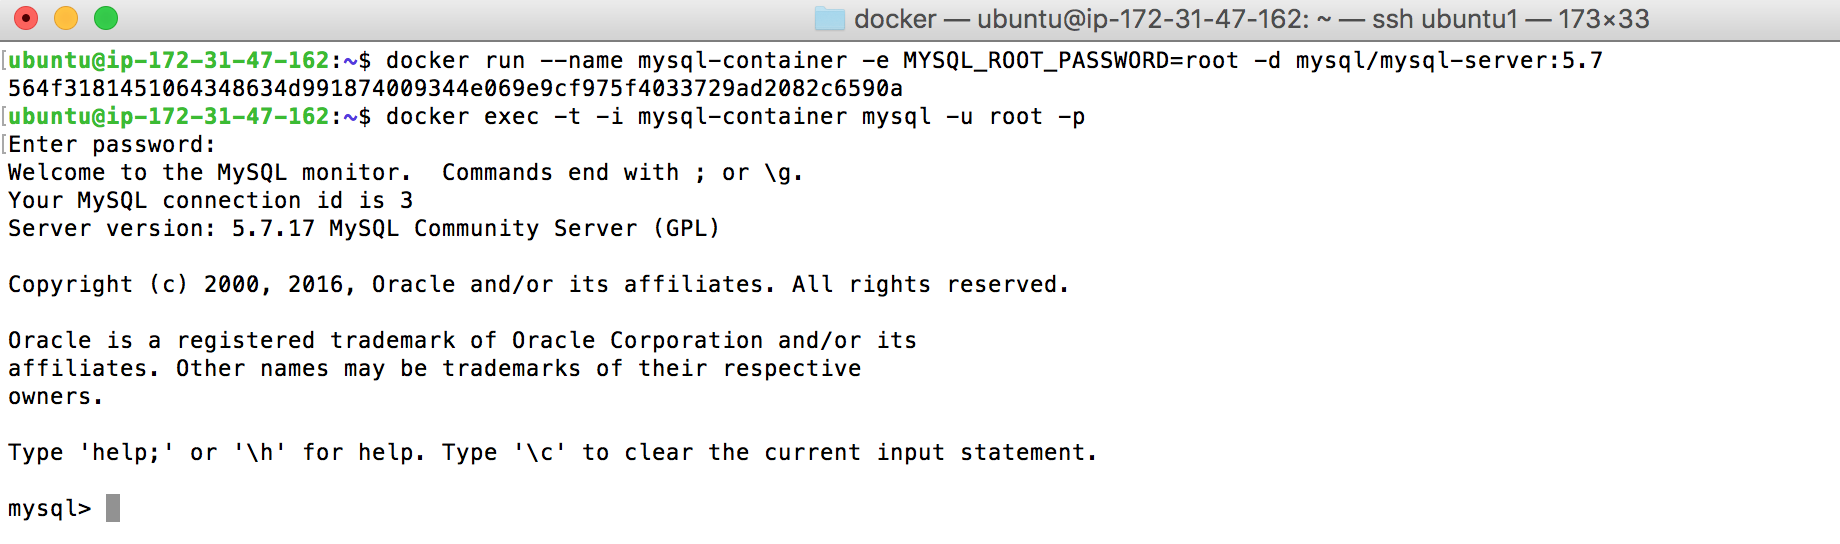 docker — ubuntu@ip-172-31-47-162: ~ — ssh ubuntu1 — 173×33
[ubuntu@ip-172-31-47-162:~$ docker run --name mysql-container -e MYSQL_ROOT_PASSWORD=root -d mysql/mysql-server:5.7
564f3181451064348634d991874009344e069e9cf975f4033729ad2082c6590a
[ubuntu@ip-172-31-47-162:~$ docker exec -t -i mysql-container mysql -u root -p
[Enter password:
Welcome to the MySQL monitor.  Commands end with ; or \g.
Your MySQL connection id is 3
Server version: 5.7.17 MySQL Community Server (GPL)

Copyright (c) 2000, 2016, Oracle and/or its affiliates. All rights reserved.

Oracle is a registered trademark of Oracle Corporation and/or its
affiliates. Other names may be trademarks of their respective
owners.

Type 'help;' or '\h' for help. Type '\c' to clear the current input statement.

mysql>